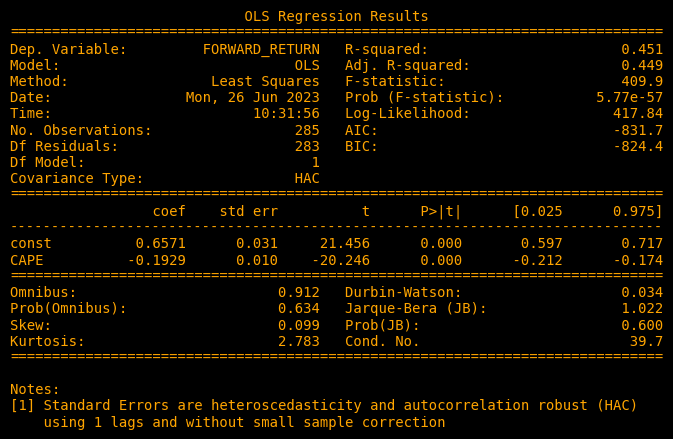 OLS Regression Results
==============================================================================
Dep. Variable: FORWARD_RETURN R-squared: 0.451
Model: OLS Adj. R-squared: 0.449
Method: Least Squares F-statistic: 409.9
Date: Mon, 26 Jun 2023 Prob (F-statistic): 5.77e-57
Time: 10:31:56 Log-Likelihood: 417.84
No. Observations: 285 AIC: -831.7
Df Residuals: 283 BIC: -824.4
Df Model: 1
Covariance Type: HAC
==============================================================================
coef std err t P>|t| [0.025 0.975]
------------------------------------------------------------------------------
const 0.6571 0.031 21.456 0.000 0.597 0.717
CAPE -0.1929 0.010 -20.246 0.000 -0.212 -0.174
==============================================================================
Omnibus: 0.912 Durbin-Watson: 0.034
Prob(Omnibus): 0.634 Jarque-Bera (JB): 1.022
Skew: 0.099 Prob(JB): 0.600
Kurtosis: 2.783 Cond. No. 39.7
==============================================================================
Notes:
[1] Standard Errors are heteroscedasticity and autocorrelation robust (HAC)
using 1 lags and without small sample correction